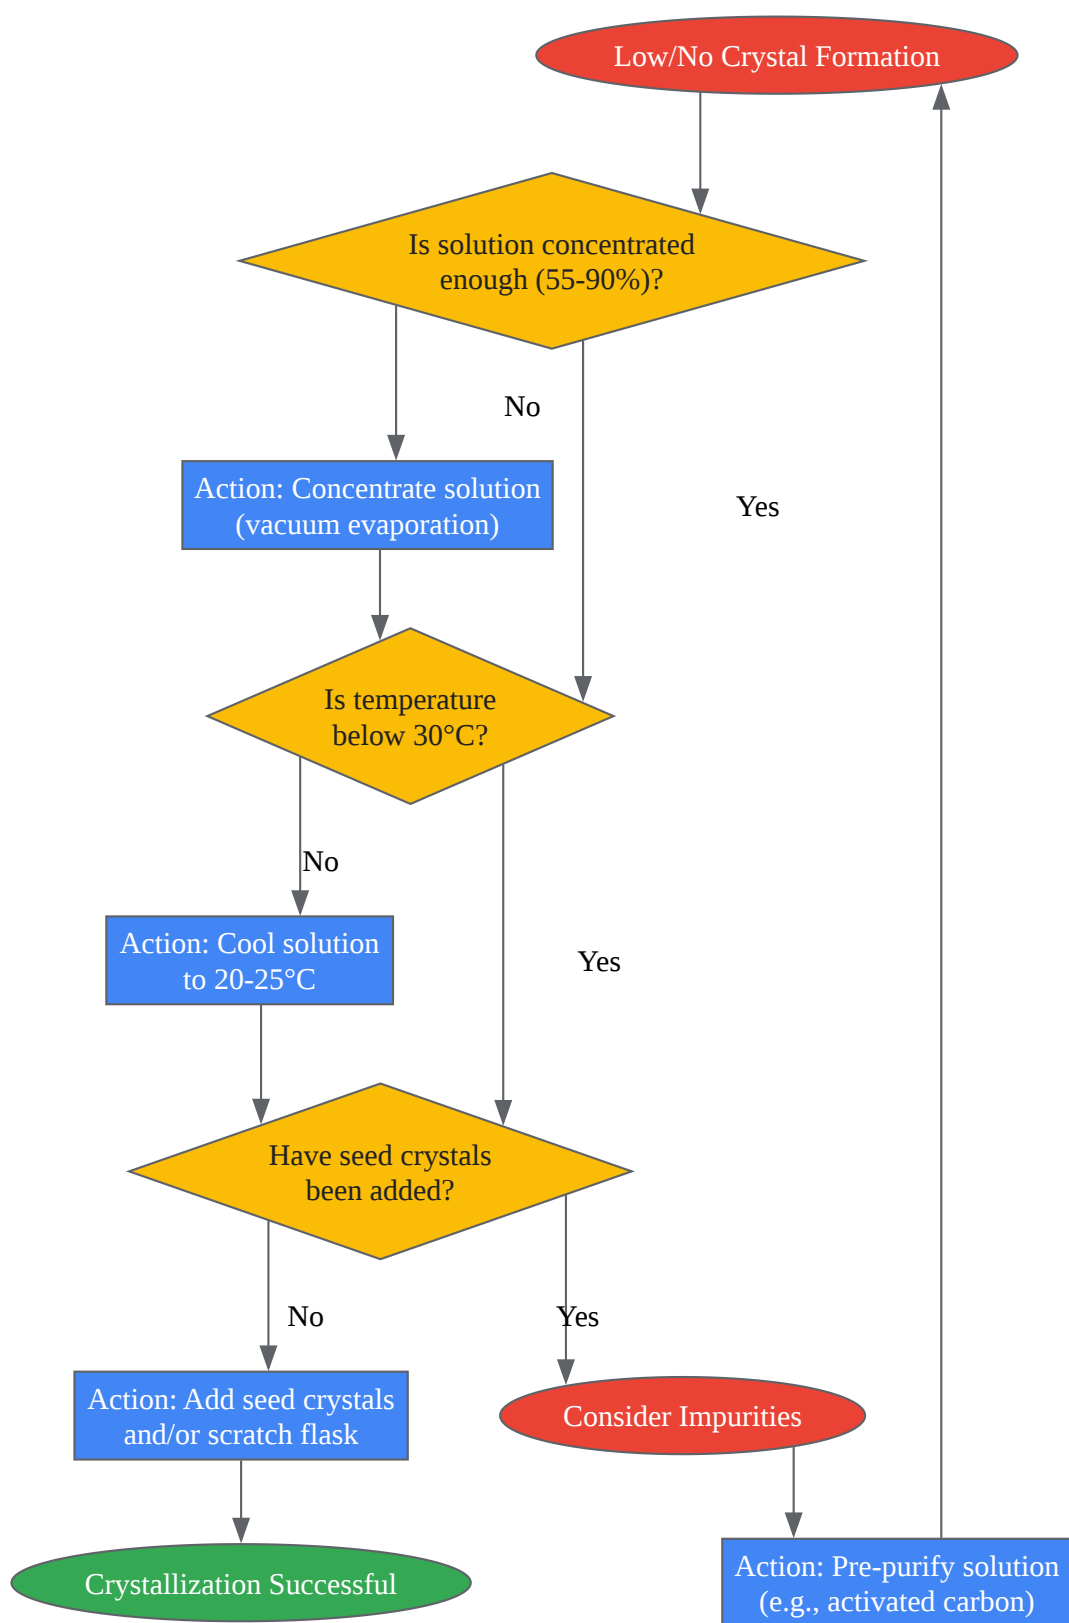 Low/No Crystal Formation
Is solution concentrated
enough (55-90%)?
No
Action: Concentrate solution
(vacuum evaporation)
Yes
Is temperature
below 30°C?
No
Action: Cool solution
to 20-25°C
Yes
Have seed crystals
been added?
No
Yes
Action: Add seed crystals
and/or scratch flask
Consider Impurities
Crystallization Successful
Action: Pre-purify solution
(e.g., activated carbon)